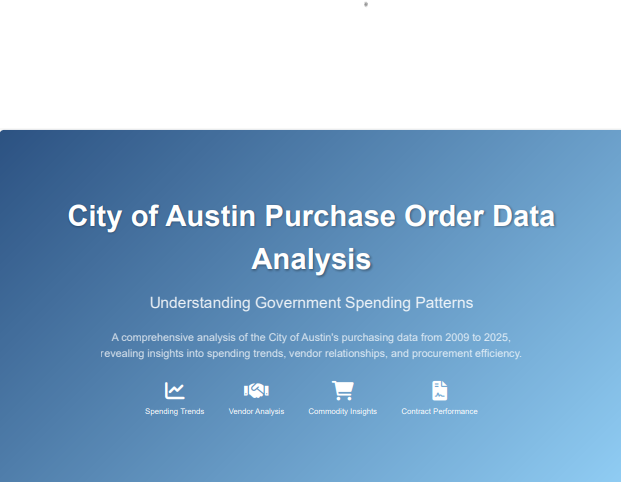 City of Austin Purchase Order Data
Analysis
Understanding Government Spending Patterns
A comprehensive analysis of the City of Austin's purchasing data from 2009 to 2025,
revealing insights into spending trends, vendor relationships, and procurement efficiency.
Spending Trends
Vendor Analysis
Commodity Insights
Contract Performance